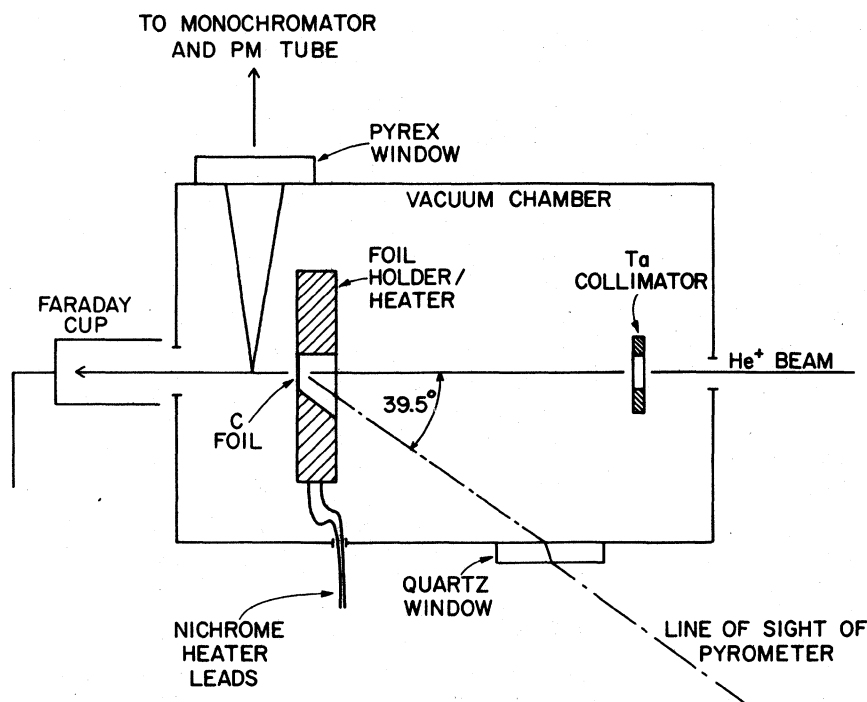 TO MONOCHROMATOR
AND PM TUBE
PYREX
WINDOW
VACUUM CHAMBER
FOIL
HOLDER/
HEATER
Ta
COLLIMATOR
FARADAY
CUP
He+ BEAM
39.5°
C
FOIL
QUARTZ
WINDOW
NICHROME
HEATER
LEADS
LINE OF SIGHT OF
PYROMETER